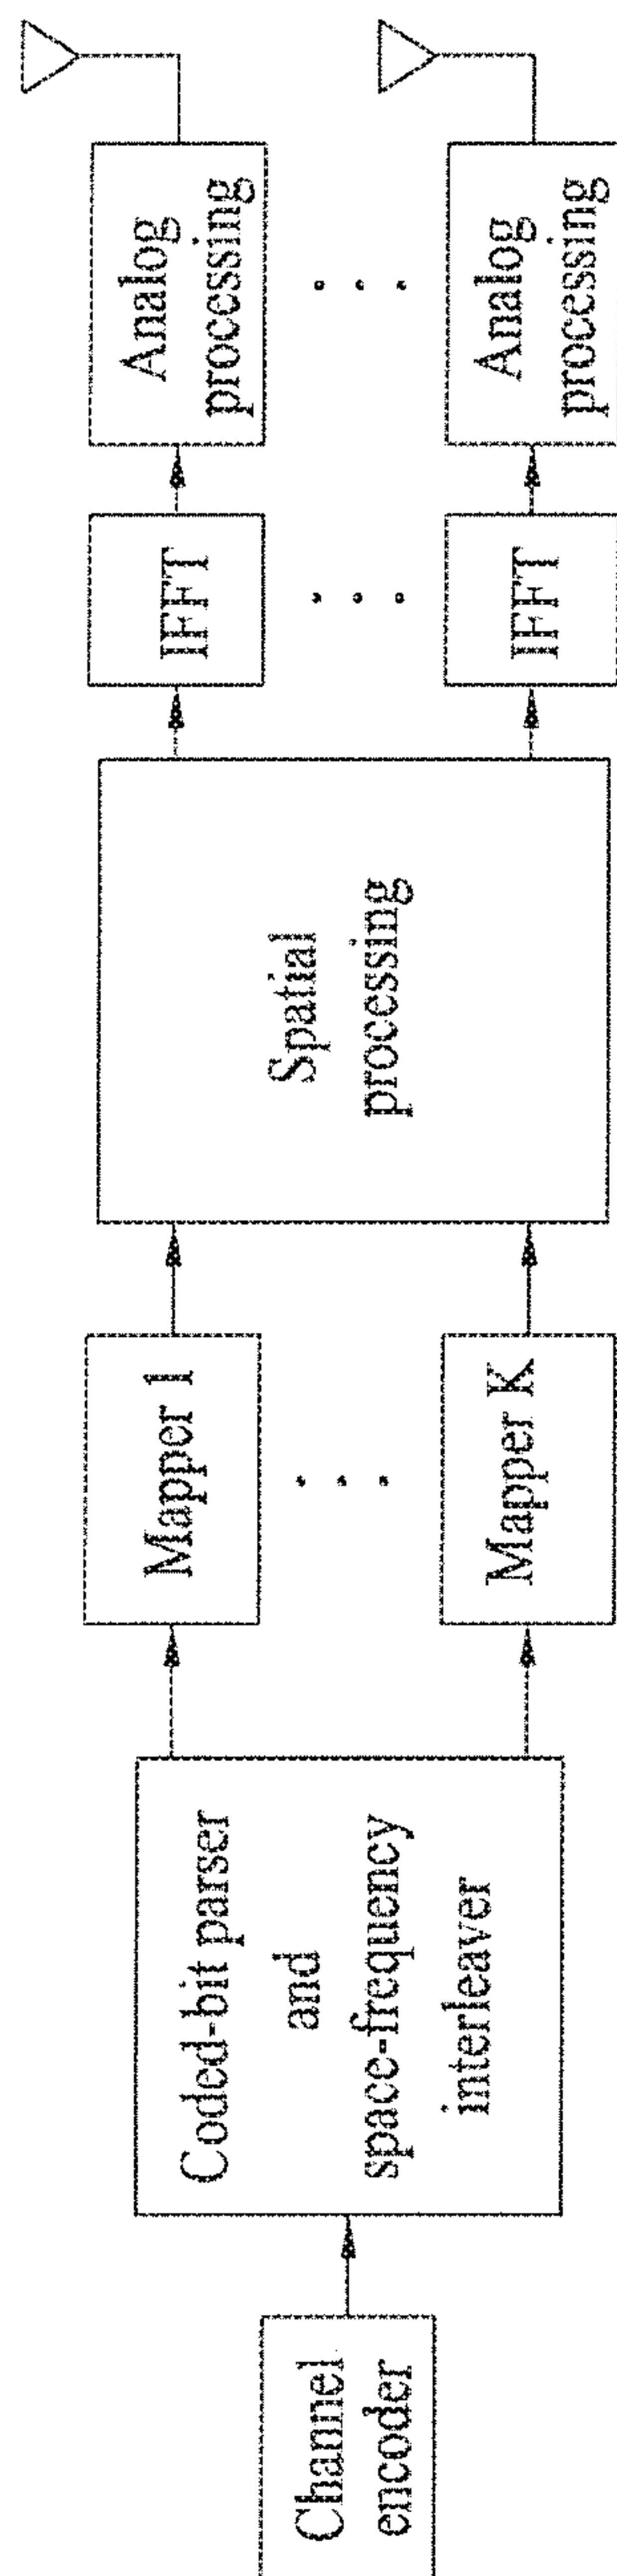 Channel
encoder
Coded-bit parser
and
space-frequency
interleaver
Mapper 1
Mapper K
Spatial
processing
IFFT
IFFT
Analog
processing
Analog
processing